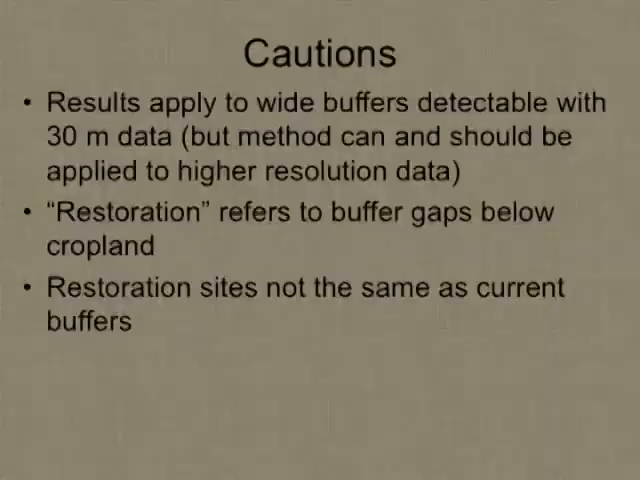 Cautions
• Results apply to wide buffers detectable with
30 m data (but method can and should be
applied to higher resolution data)
• “Restoration” refers to buffer gaps below
cropland
• Restoration sites not the same as current
buffers